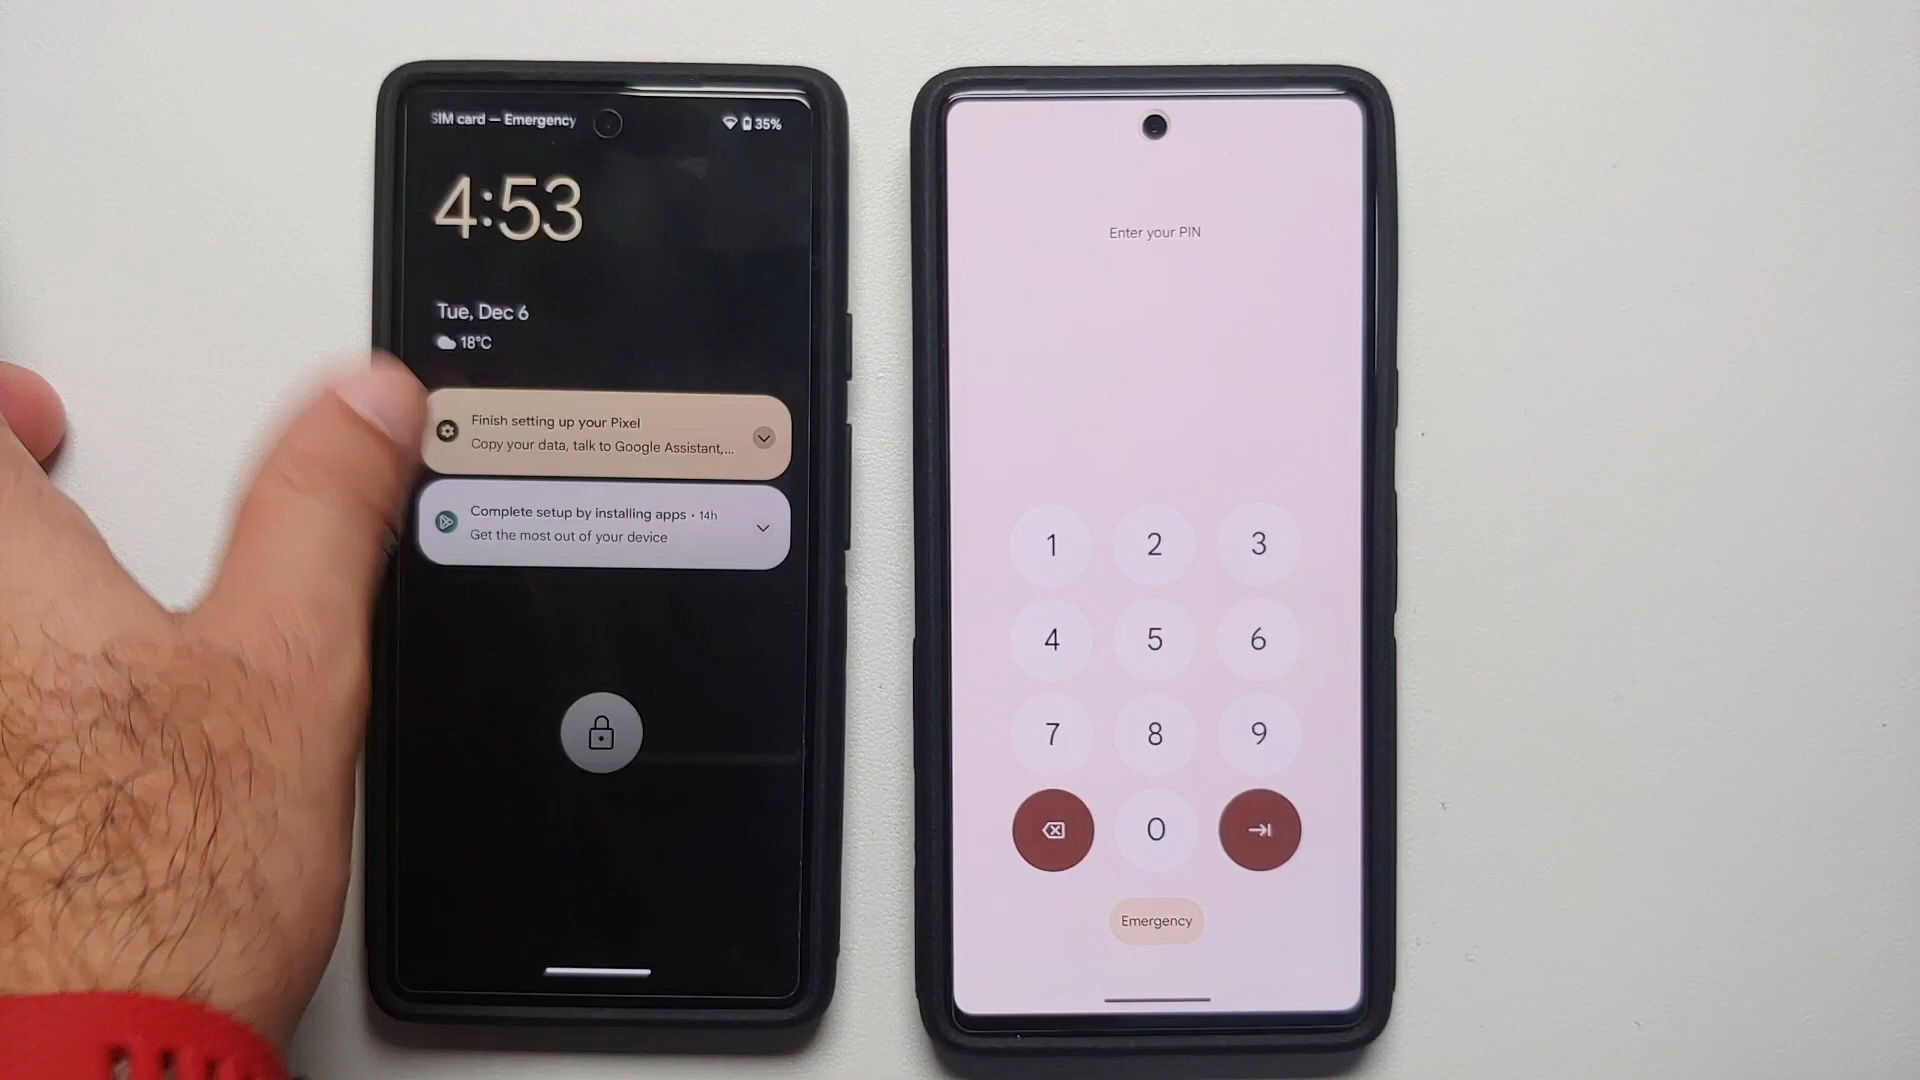 SIM card — Emergency
35%
4:53
Tue, Dec 6
18°C
Finish setting up your Pixel
Copy your data, talk to Google Assistant,...
Complete setup by installing apps • 14h
Get the most out of your device
Enter your PIN
1 2 3
4 5 6
7 8 9
0
Emergency